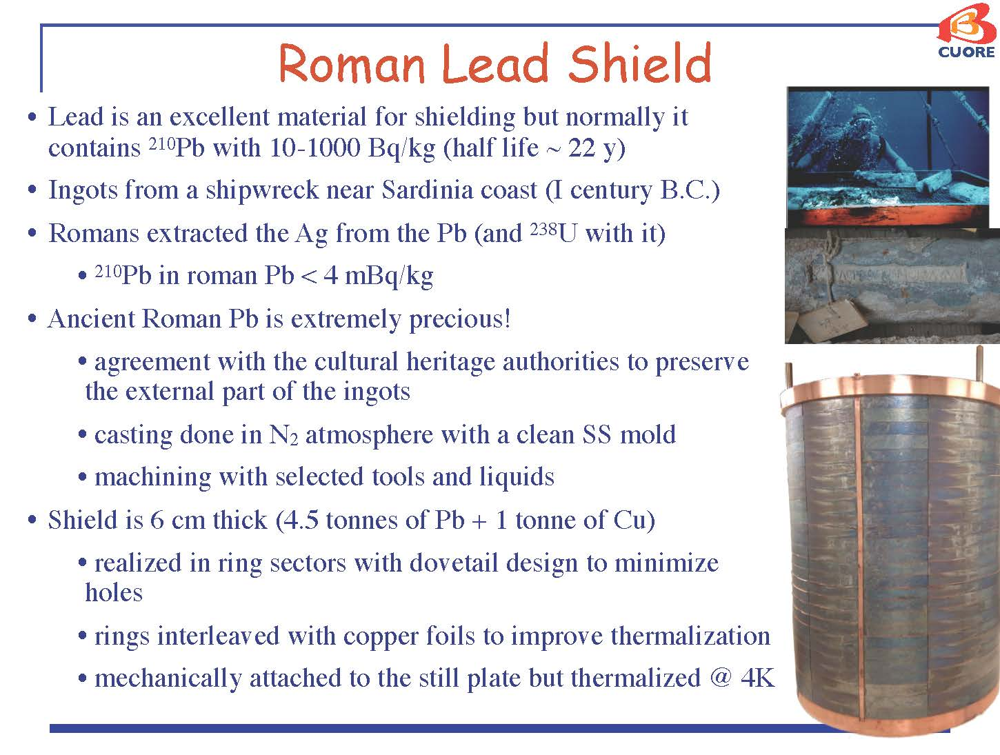 CUORE
Roman Lead Shield
• Lead is an excellent material for shielding but normally it
contains ²¹⁰Pb with 10-1000 Bq/kg (half life ~ 22 y)
• Ingots from a shipwreck near Sardinia coast (I century B.C.)
• Romans extracted the Ag from the Pb (and ²³⁸U with it)
• ²¹⁰Pb in roman Pb < 4 mBq/kg
• Ancient Roman Pb is extremely precious!
• agreement with the cultural heritage authorities to preserve
the external part of the ingots
• casting done in N₂ atmosphere with a clean SS mold
• machining with selected tools and liquids
• Shield is 6 cm thick (4.5 tonnes of Pb + 1 tonne of Cu)
• realized in ring sectors with dovetail design to minimize
holes
• rings interleaved with copper foils to improve thermalization
• mechanically attached to the still plate but thermalized @ 4K